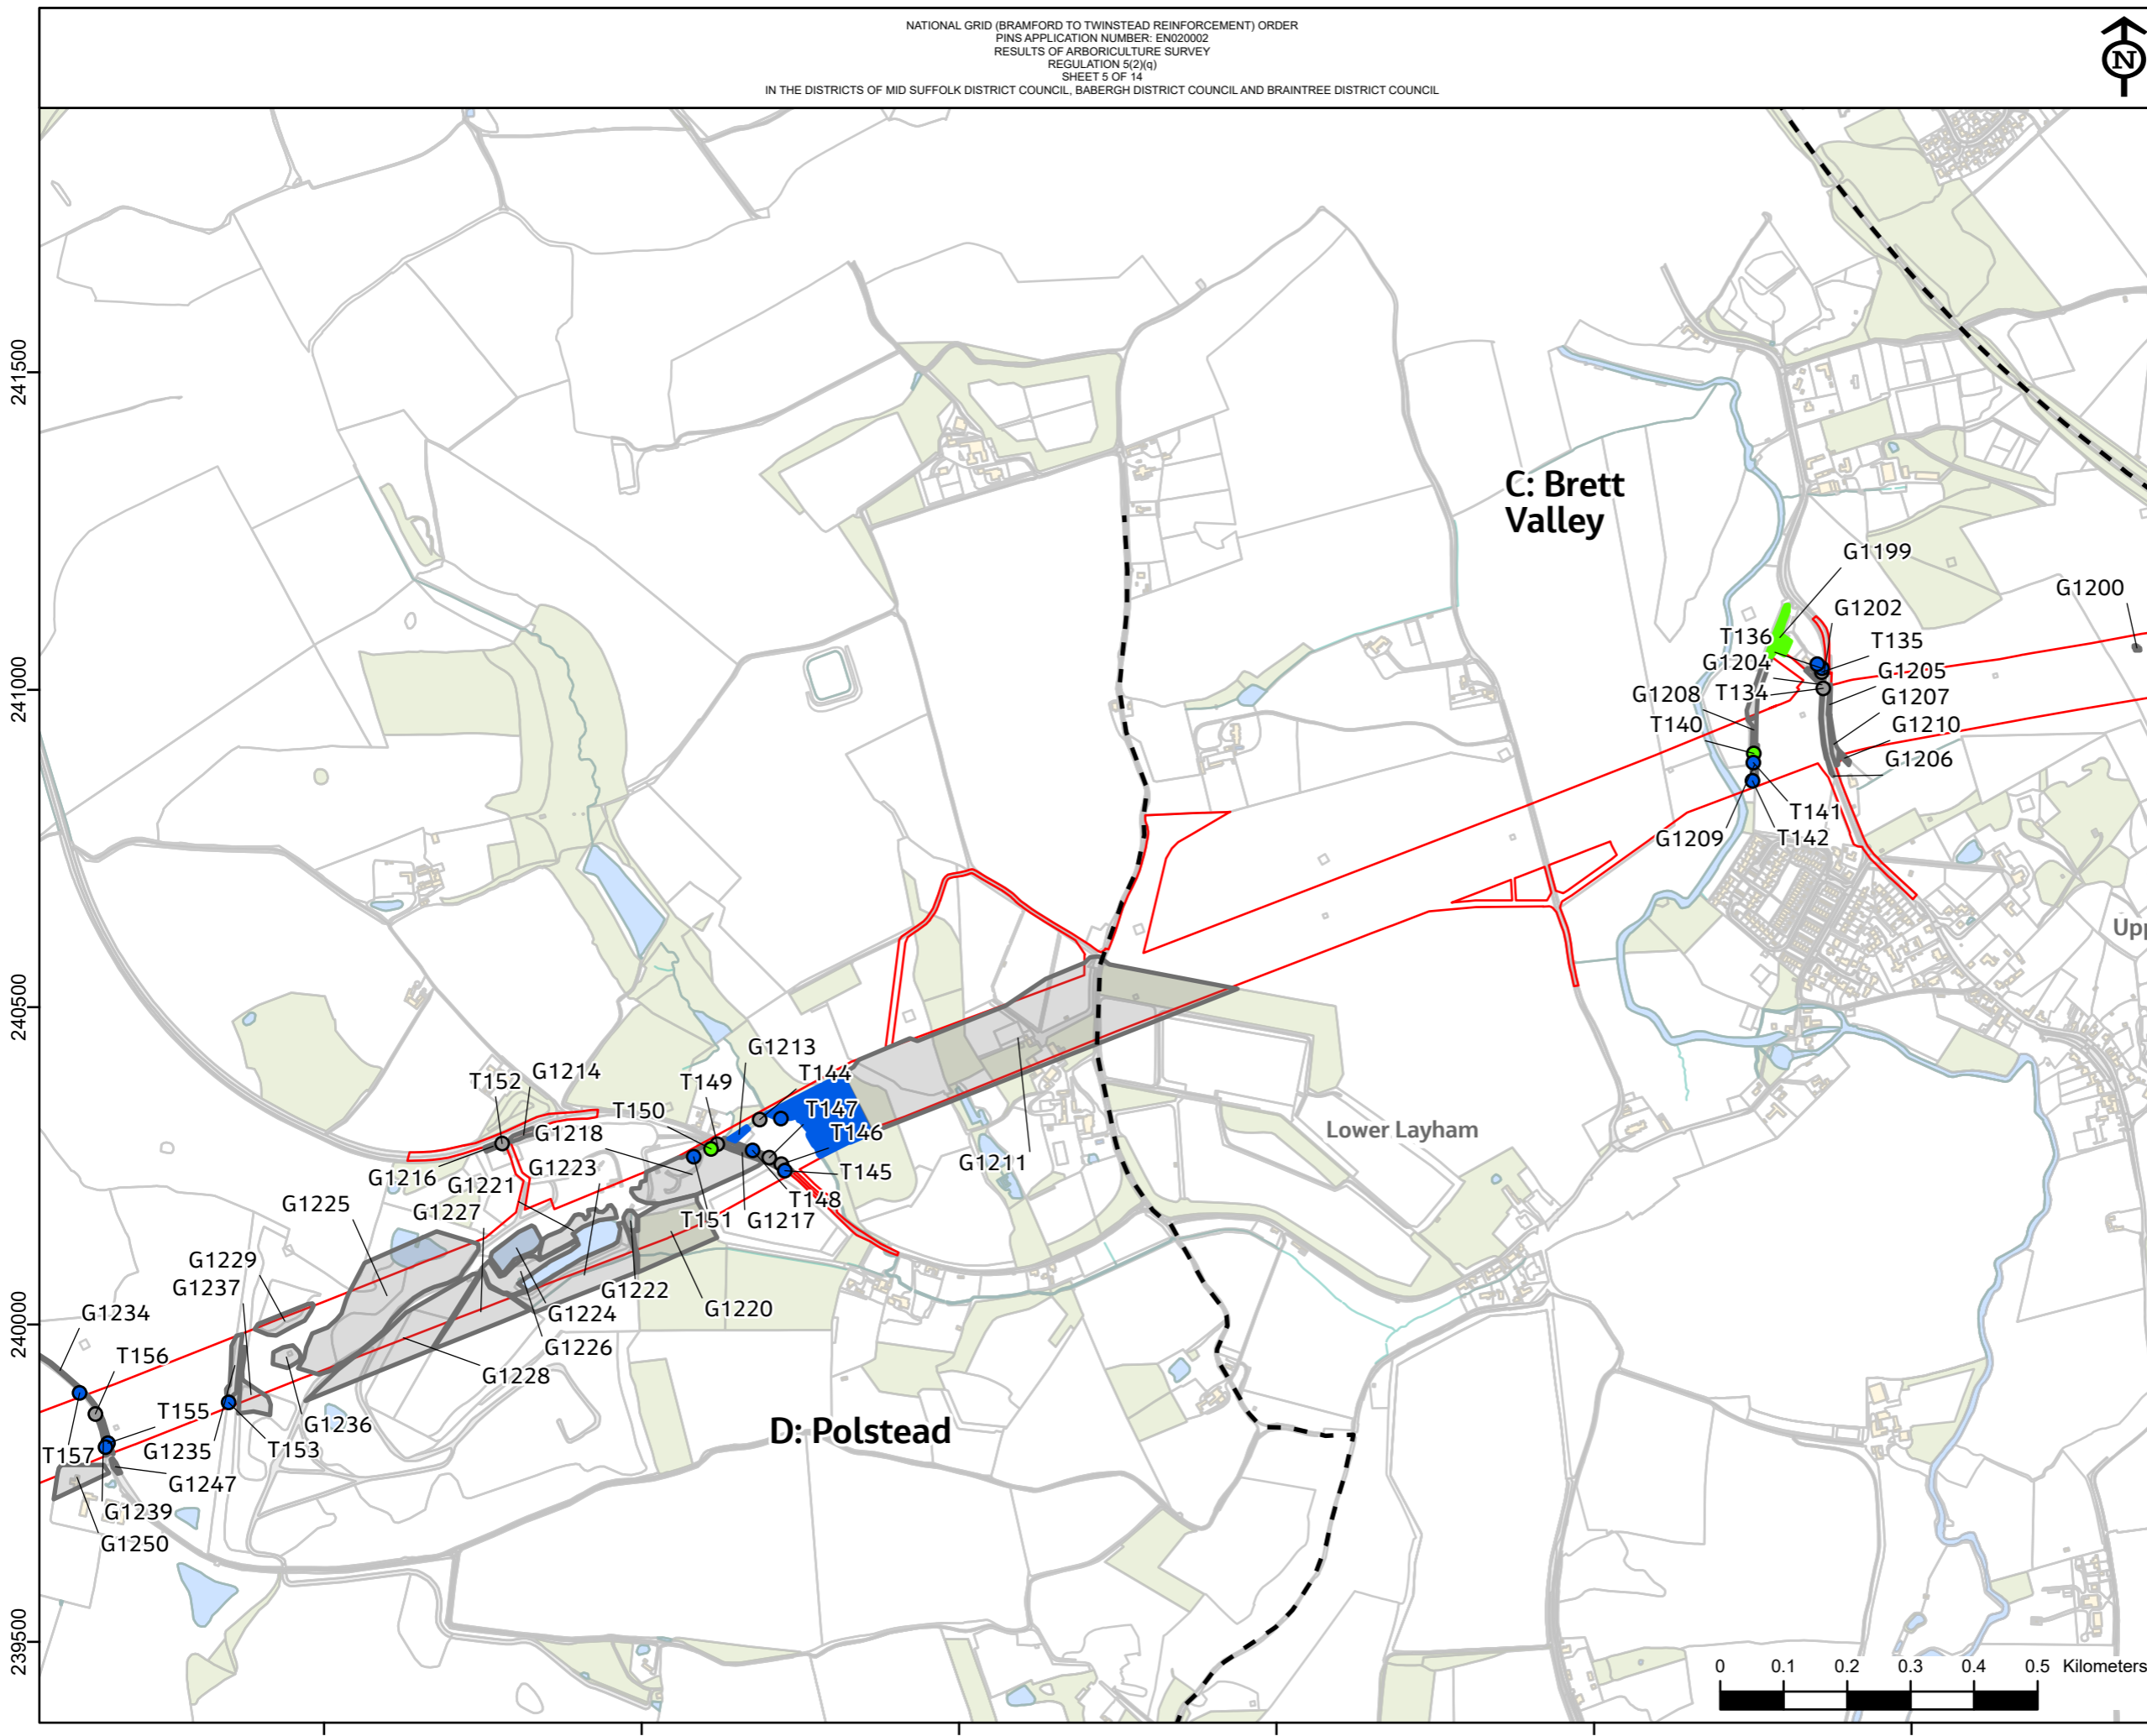 NATIONAL GRID (BRAMFORD TO TWINSTEAD REINFORCEMENT) ORDER
PINS APPLICATION NUMBER: EN020002
RESULTS OF ARBORICULTURE SURVEY
REGULATION 5(2)(q)
SHEET 5 OF 14
IN THE DISTRICTS OF MID SUFFOLK DISTRICT COUNCIL, BABERGH DISTRICT COUNCIL AND BRAINTREE DISTRICT COUNCIL
N
241500
241000
240500
240000
239500
C: Brett
Valley
G1199
G1200
G1202
T136
T135
G1204
G1205
G1208
T134
G1207
T140
G1210
G1206
T141
G1209
T142
Upp
G1213
G1214
T152
T149
T144
T150
T147
G1218
T146
Lower Layham
G1223
G1211
G1216
G1221
T145
T148
G1225
G1227
T151
G1217
G1229
G1237
G1222
G1234
G1224
G1220
T156
G1226
G1228
T155
G1236
D: Polstead
T157
G1235
T153
G1247
G1239
G1250
0 0.1 0.2 0.3 0.4 0.5 Kilometers